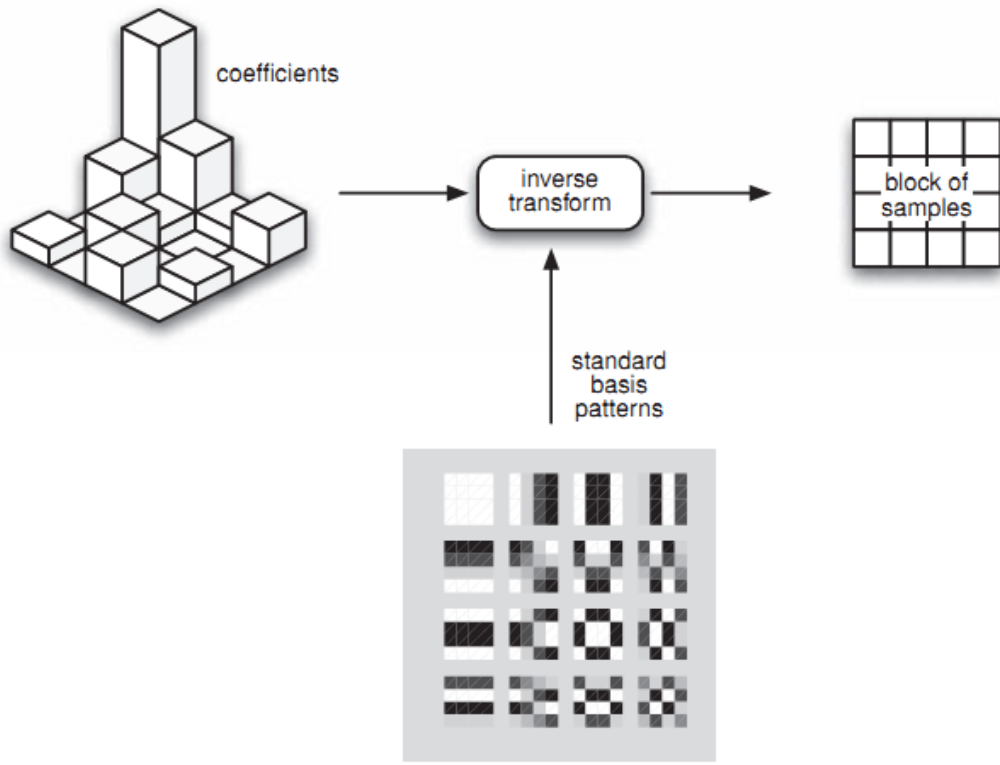 coefficients
inverse
transform
block of
samples
standard
basis
patterns